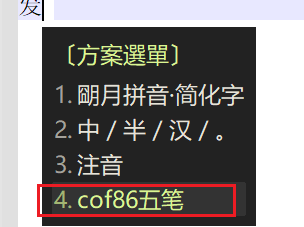 发
〔方案選單〕
1. 朙月拼音·简化字
2. 中／半／汉／。
3. 注音
4. cof86五笔